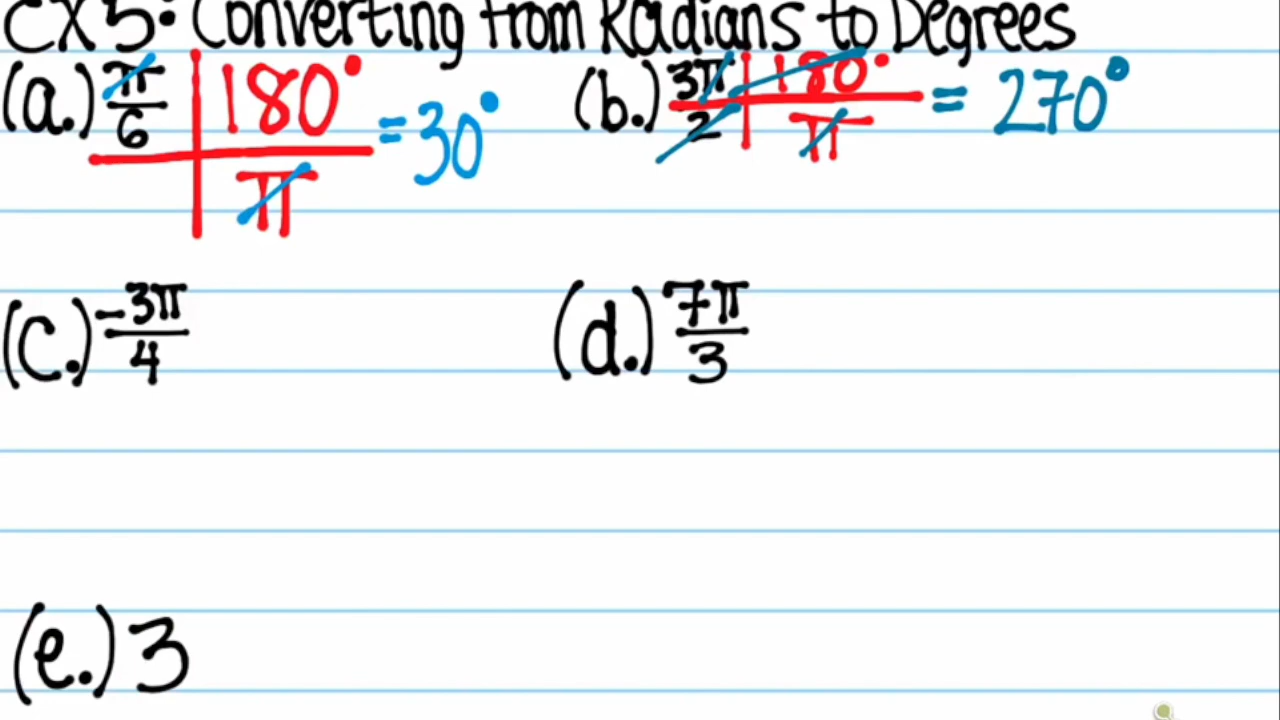 Ex 5: Converting from Radians to Degrees
(a.) π/6 | 180°/π = 30°
(b.) 3π/2 | 180°/π = 270°
(c.) -3π/4
(d.) 7π/3
(e.) 3